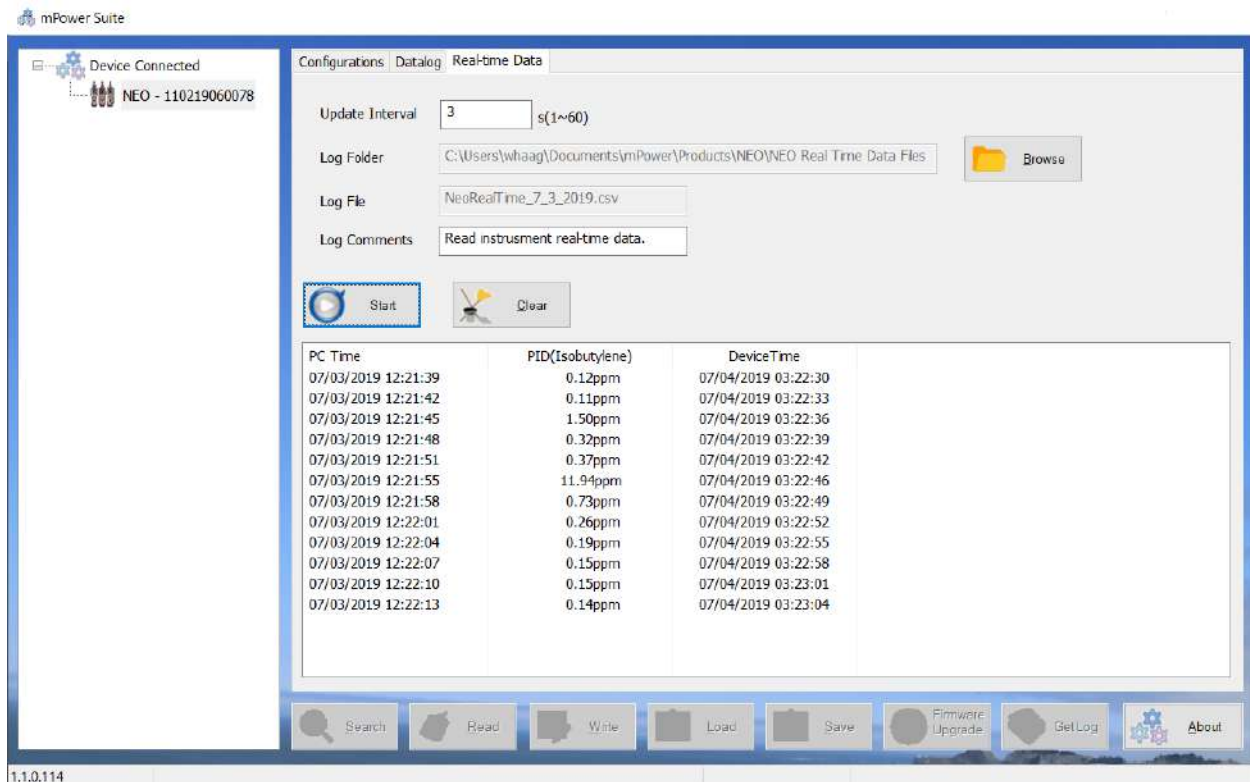 mPower Suite
Device Connected
NEO - 110219060078
Configurations Datalog Real-time Data
Update Interval 3 s(1~60)
Log Folder C:\Users\whaag\Documents\mPower\Products\NEO\NEO Real Time Data Files Browse
Log File NeoRealTime_7_3_2019.csv
Log Comments Read instrusment real-time data.
Start Clear
PC Time PID(Isobutylene) DeviceTime
07/03/2019 12:21:39 0.12ppm 07/04/2019 03:22:30
07/03/2019 12:21:42 0.11ppm 07/04/2019 03:22:33
07/03/2019 12:21:45 1.50ppm 07/04/2019 03:22:36
07/03/2019 12:21:48 0.32ppm 07/04/2019 03:22:39
07/03/2019 12:21:51 0.37ppm 07/04/2019 03:22:42
07/03/2019 12:21:55 11.94ppm 07/04/2019 03:22:46
07/03/2019 12:21:58 0.73ppm 07/04/2019 03:22:49
07/03/2019 12:22:01 0.26ppm 07/04/2019 03:22:52
07/03/2019 12:22:04 0.19ppm 07/04/2019 03:22:55
07/03/2019 12:22:07 0.15ppm 07/04/2019 03:22:58
07/03/2019 12:22:10 0.15ppm 07/04/2019 03:23:01
07/03/2019 12:22:13 0.14ppm 07/04/2019 03:23:04
Search Read Write Load Save Firmware Upgrade GetLog About
1.1.0.114